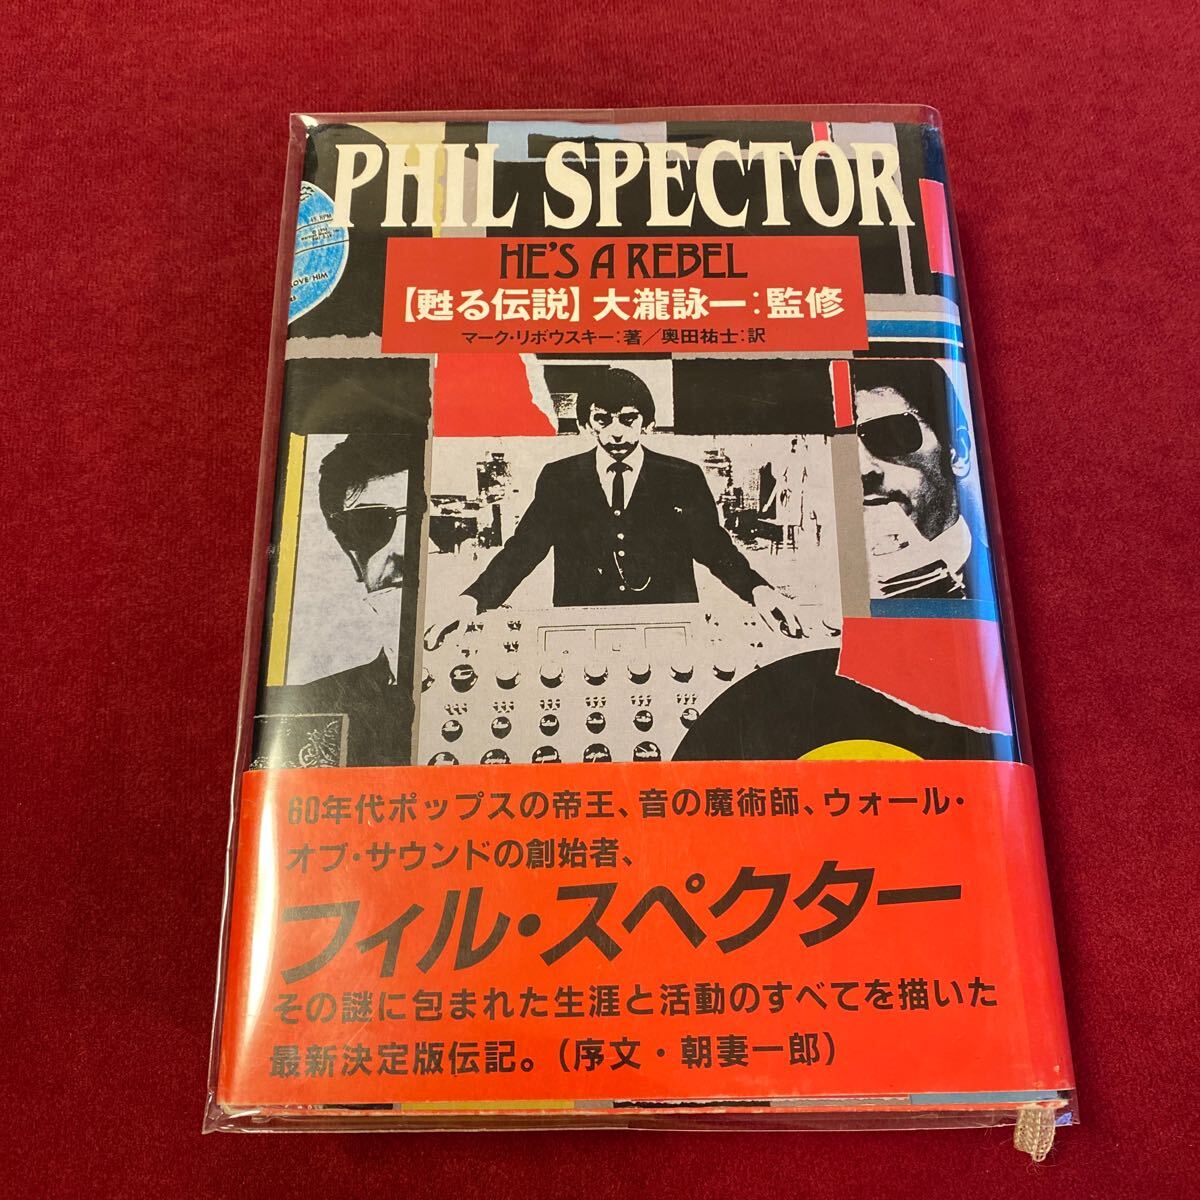 PHIL SPECTOR
HE'S A REBEL
【甦る伝説】大瀧詠一:監修
マーク・リボウスキー:著/奥田祐士:訳
45 RPM
LOVE HIM
60年代ポップスの帝王、音の魔術師、ウォール・
オブ・サウンドの創始者、
フィル・スペクター
その謎に包まれた生涯と活動のすべてを描いた
最新決定版伝記。(序文・朝妻一郎)